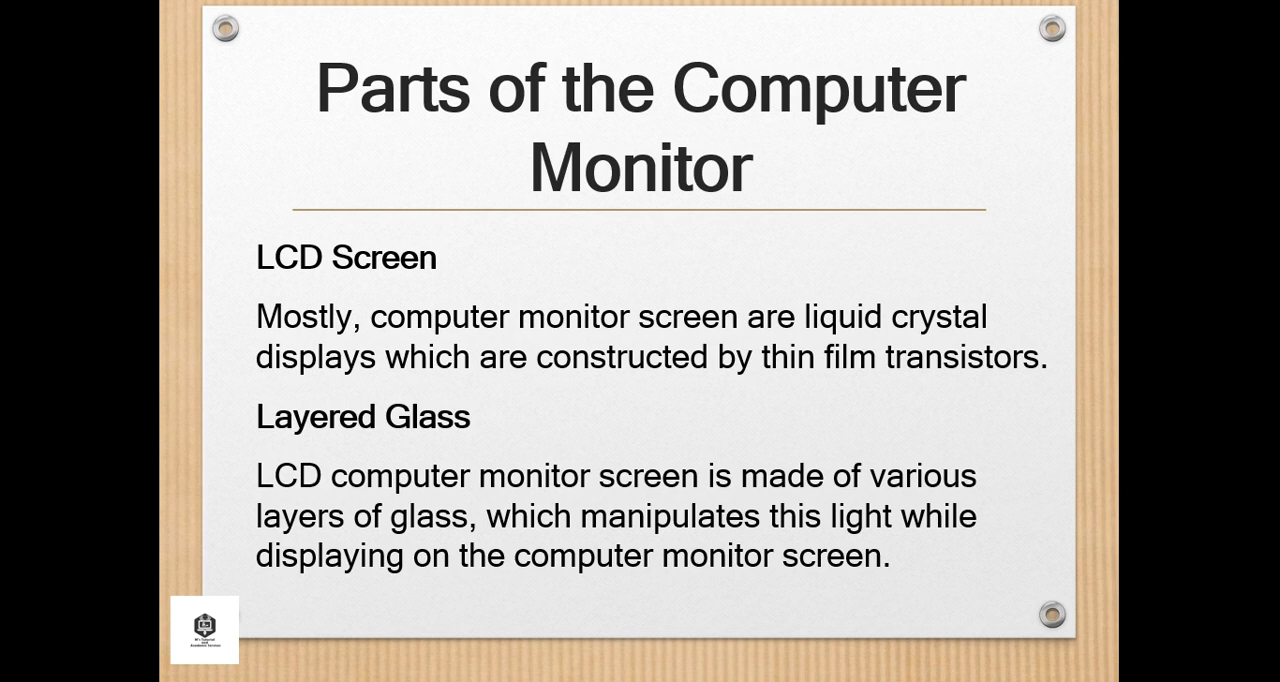 Parts of the Computer
Monitor
LCD Screen
Mostly, computer monitor screen are liquid crystal
displays which are constructed by thin film transistors.
Layered Glass
LCD computer monitor screen is made of various
layers of glass, which manipulates this light while
displaying on the computer monitor screen.